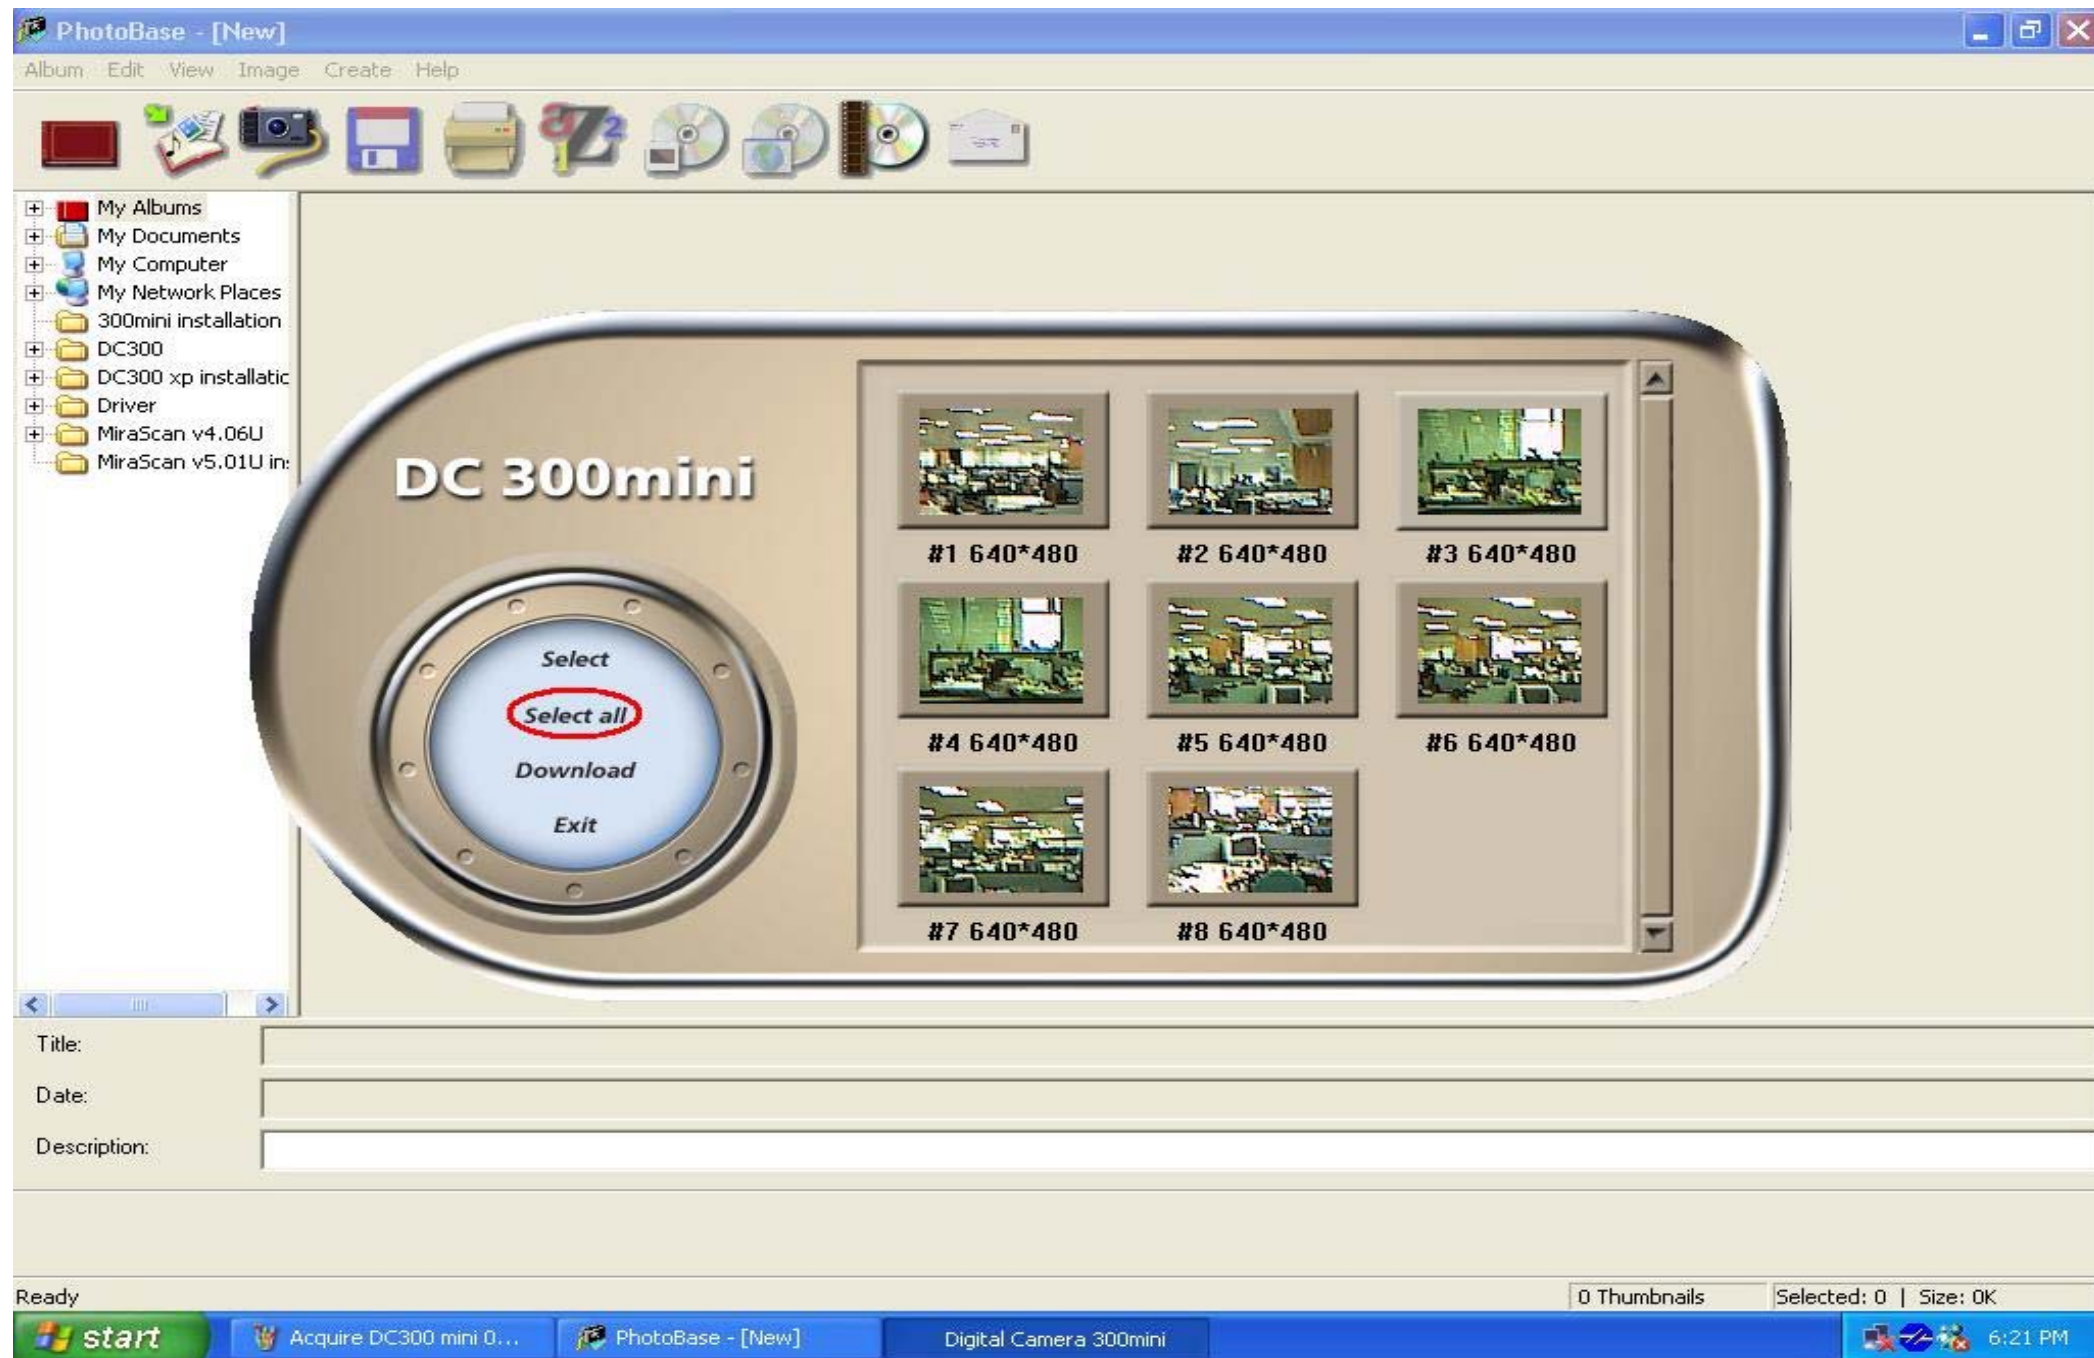 PhotoBase - [New]
Album Edit View Image Create Help
My Albums
My Documents
My Computer
My Network Places
300mini installation
DC300
DC300 xp installatic
Driver
MiraScan v4.06U
MiraScan v5.01U in
DC 300mini
Select
Select all
Download
Exit
#1 640*480
#2 640*480
#3 640*480
#4 640*480
#5 640*480
#6 640*480
#7 640*480
#8 640*480
Title:
Date:
Description:
Ready
0 Thumbnails
Selected: 0 | Size: 0K
start
Acquire DC300 mini 0...
PhotoBase - [New]
Digital Camera 300mini
6:21 PM